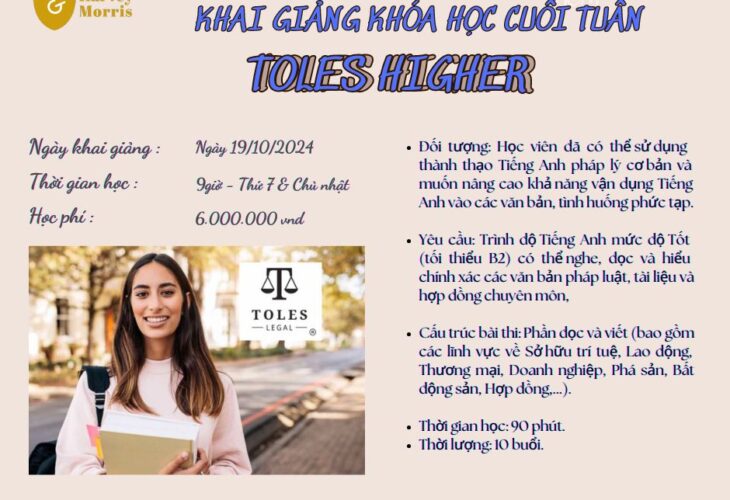 &
Morris
KHAI GIẢNG KHÓA HỌC CUỐI TUẦN
TOLES HIGHER
Ngày khai giảng : Ngày 19/10/2024
Thời gian học : 9giờ - Thứ 7 & Chủ nhật
Học phí : 6.000.000 vnd
TOLES
LEGAL
®
• Đối tượng: Học viên đã có thể sử dụng
thành thạo Tiếng Anh pháp lý cơ bản và
muốn nâng cao khả năng vận dụng Tiếng
Anh vào các văn bản, tình huống phức tạp.
• Yêu cầu: Trình độ Tiếng Anh mức độ Tốt
(tối thiểu B2) có thể nghe, đọc và hiểu
chính xác các văn bản pháp luật, tài liệu và
hợp đồng chuyên môn,
• Cấu trúc bài thi: Phần đọc và viết (bao gồm
các lĩnh vực về Sở hữu trí tuệ, Lao động,
Thương mại, Doanh nghiệp, Phá sản, Bất
động sản, Hợp đồng,...).
• Thời gian học: 90 phút.
• Thời lượng: 10 buổi.